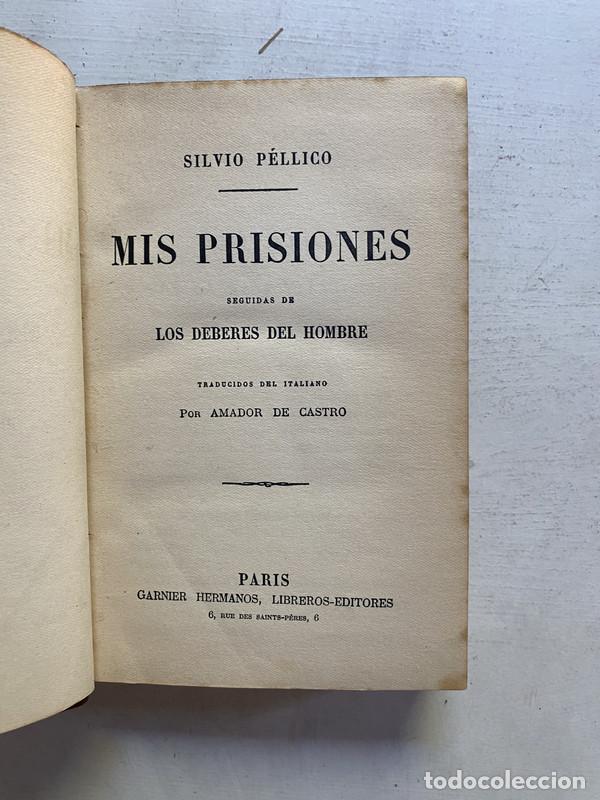 SILVIO PÉLLICO
MIS PRISIONES
SEGUIDAS DE
LOS DEBERES DEL HOMBRE
TRADUCIDOS DEL ITALIANO
POR AMADOR DE CASTRO
PARIS
GARNIER HERMANOS, LIBREROS-EDITORES
6, RUE DES SAINTS-PÉRES, 6
todocoleccion